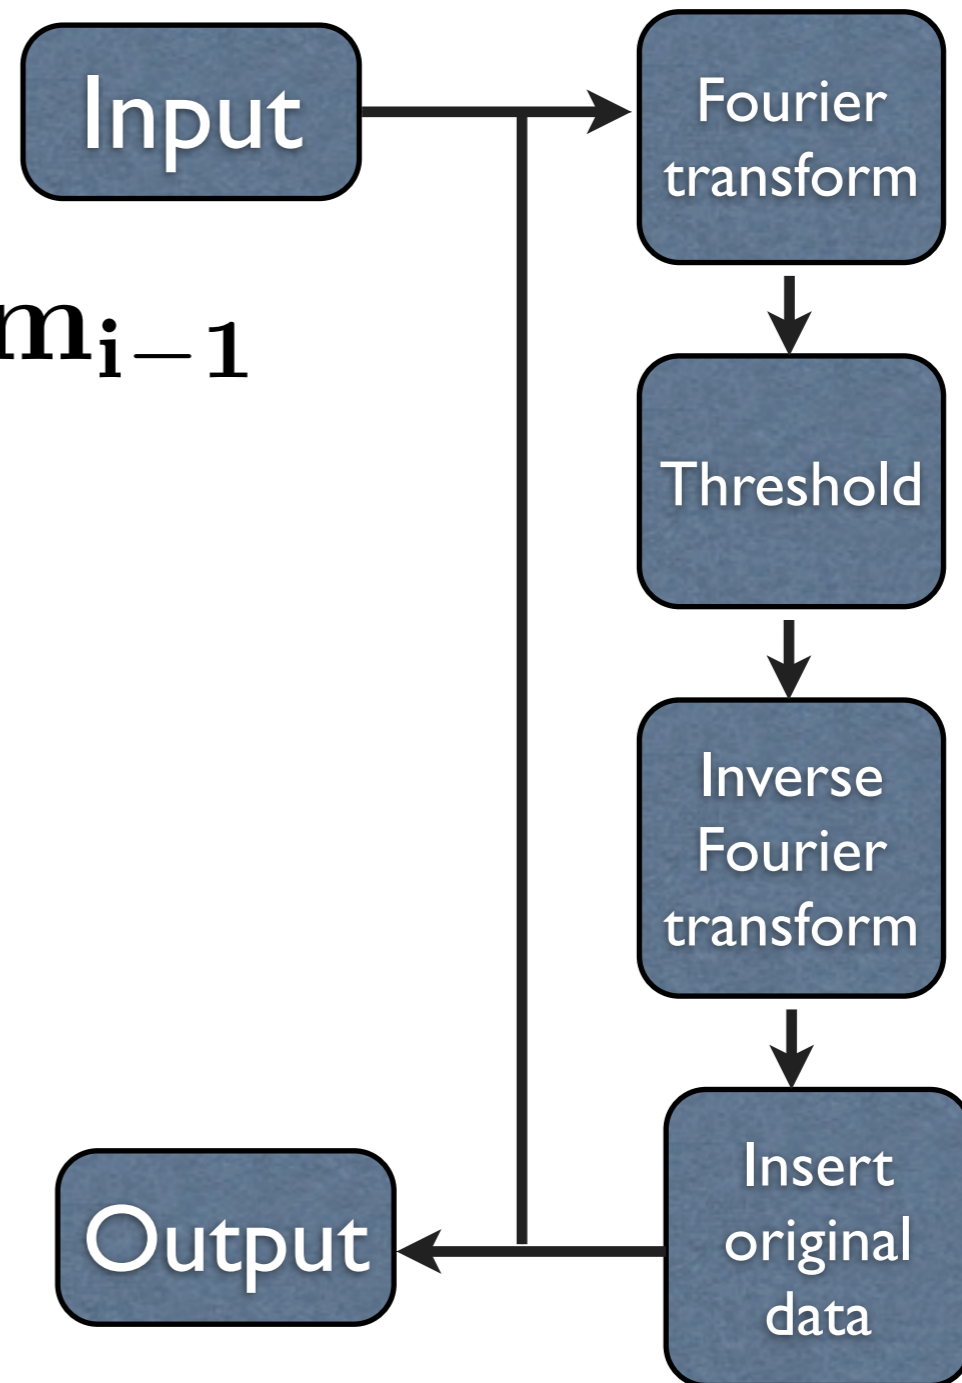 Input
Fourier
transform
m_{i-1}
Threshold
Inverse
Fourier
transform
Insert
original
data
Output